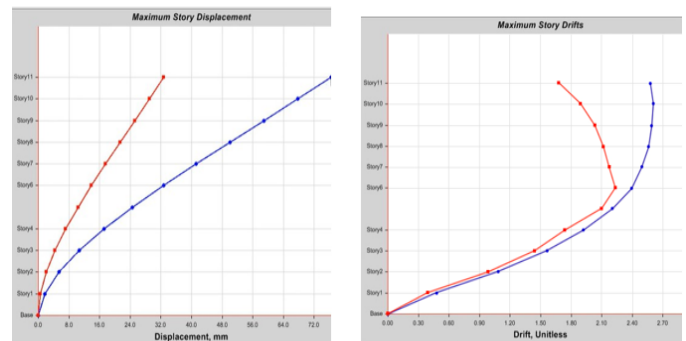 Maximum Story Displacement
Story11
Story10
Story9
Story8
Story7
Story6
Story4
Story3
Story2
Story1
Base
0.0 8.0 16.0 24.0 32.0 40.0 48.0 56.0 64.0 72.0
Displacement, mm
Maximum Story Drifts
Story11
Story10
Story9
Story8
Story7
Story6
Story4
Story3
Story2
Story1
Base
0.00 0.30 0.60 0.90 1.20 1.50 1.80 2.10 2.40 2.70
Drift, Unitless